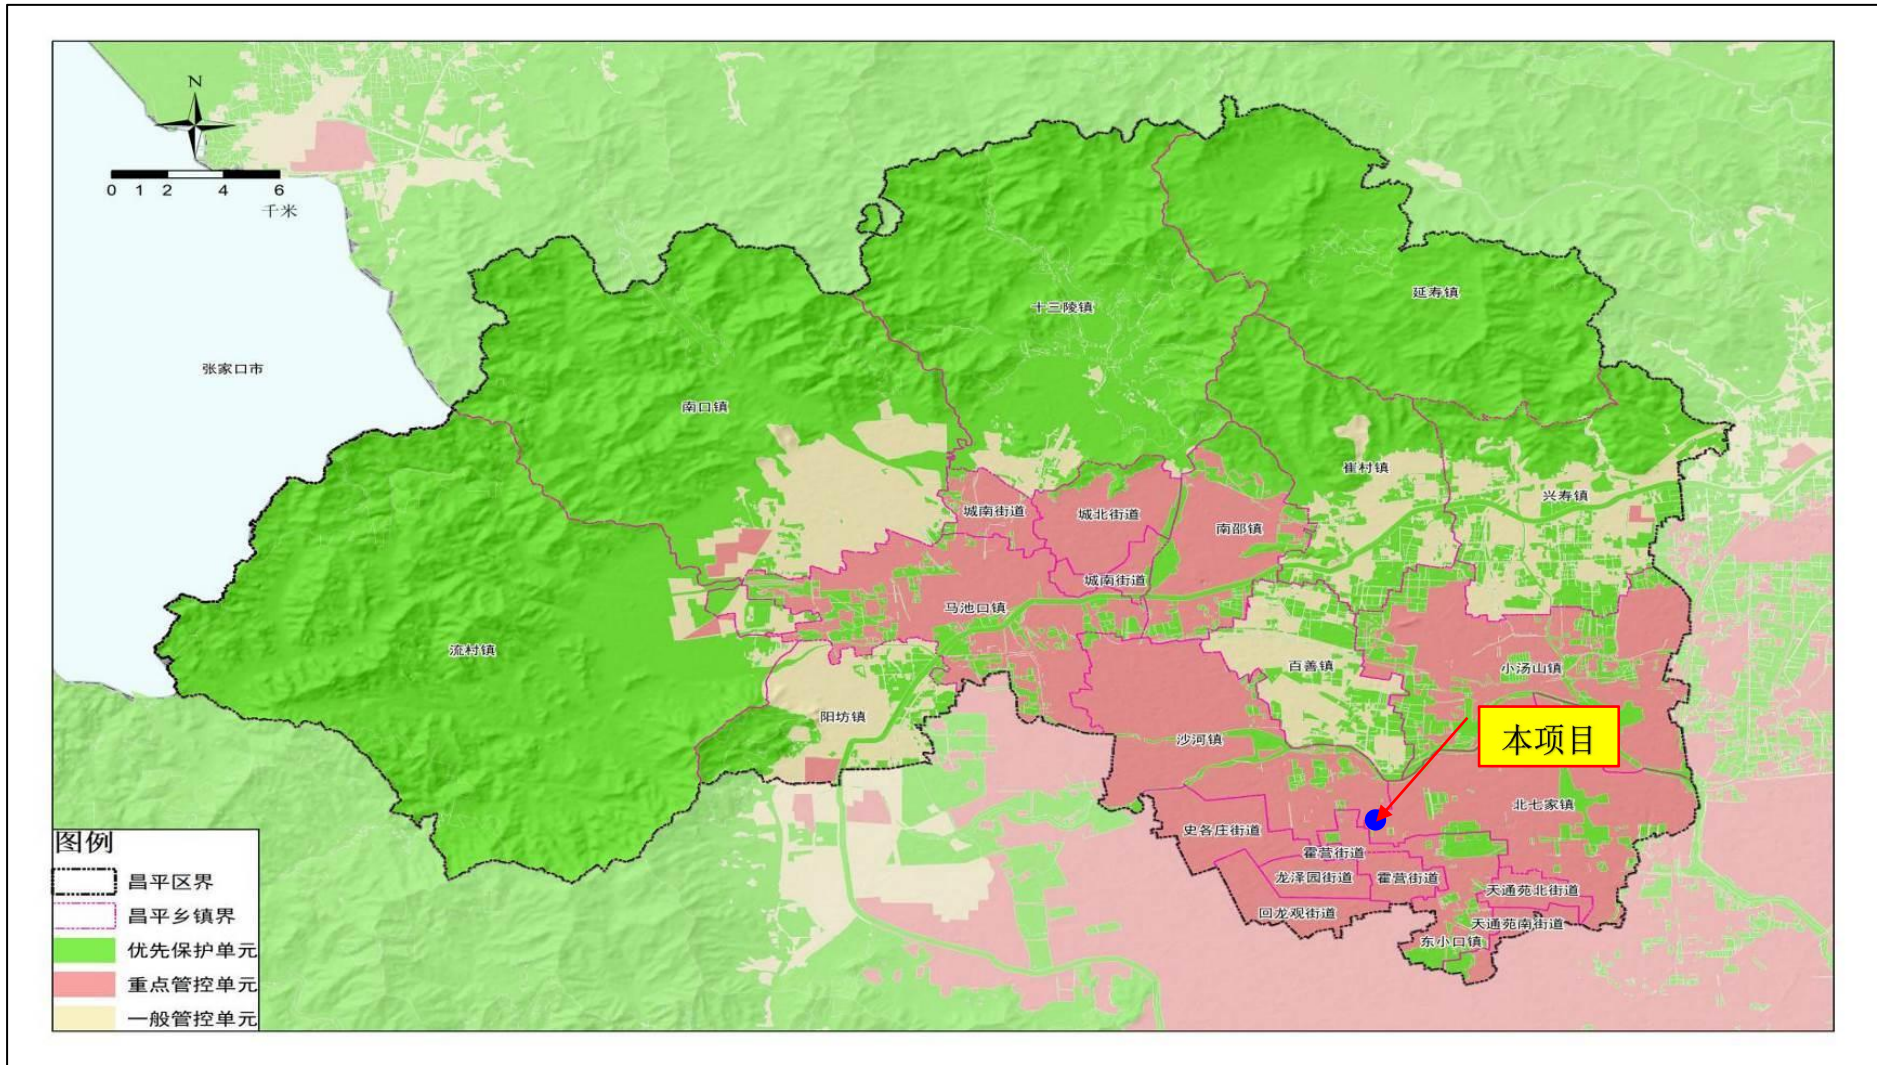 N
0 1 2 4 6
千米
张家口市
延寿镇
十三陵镇
南口镇
崔村镇
兴寿镇
城南街道
城北街道
南邵镇
城南街道
马池口镇
流村镇
百善镇
小汤山镇
阳坊镇
沙河镇
本项目
北七家镇
史各庄街道
霍营街道
龙泽园街道
霍营街道
天通苑北街道
回龙观街道
天通苑南街道
东小口镇
图例
昌平区界
昌平乡镇界
优先保护单元
重点管控单元
一般管控单元